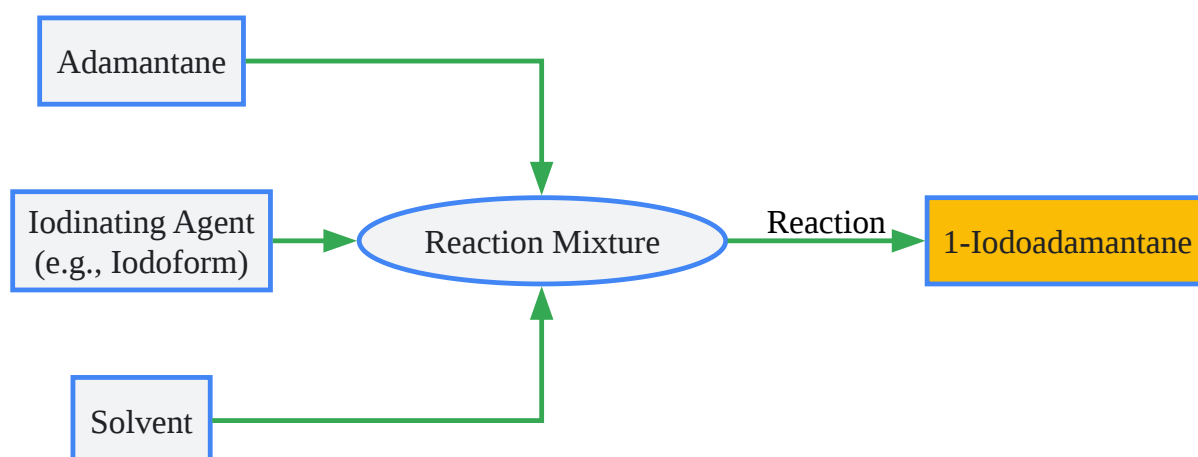 Adamantane
Iodinating Agent
(e.g., Iodoform)
Reaction Mixture
Reaction
1-Iodoadamantane
Solvent